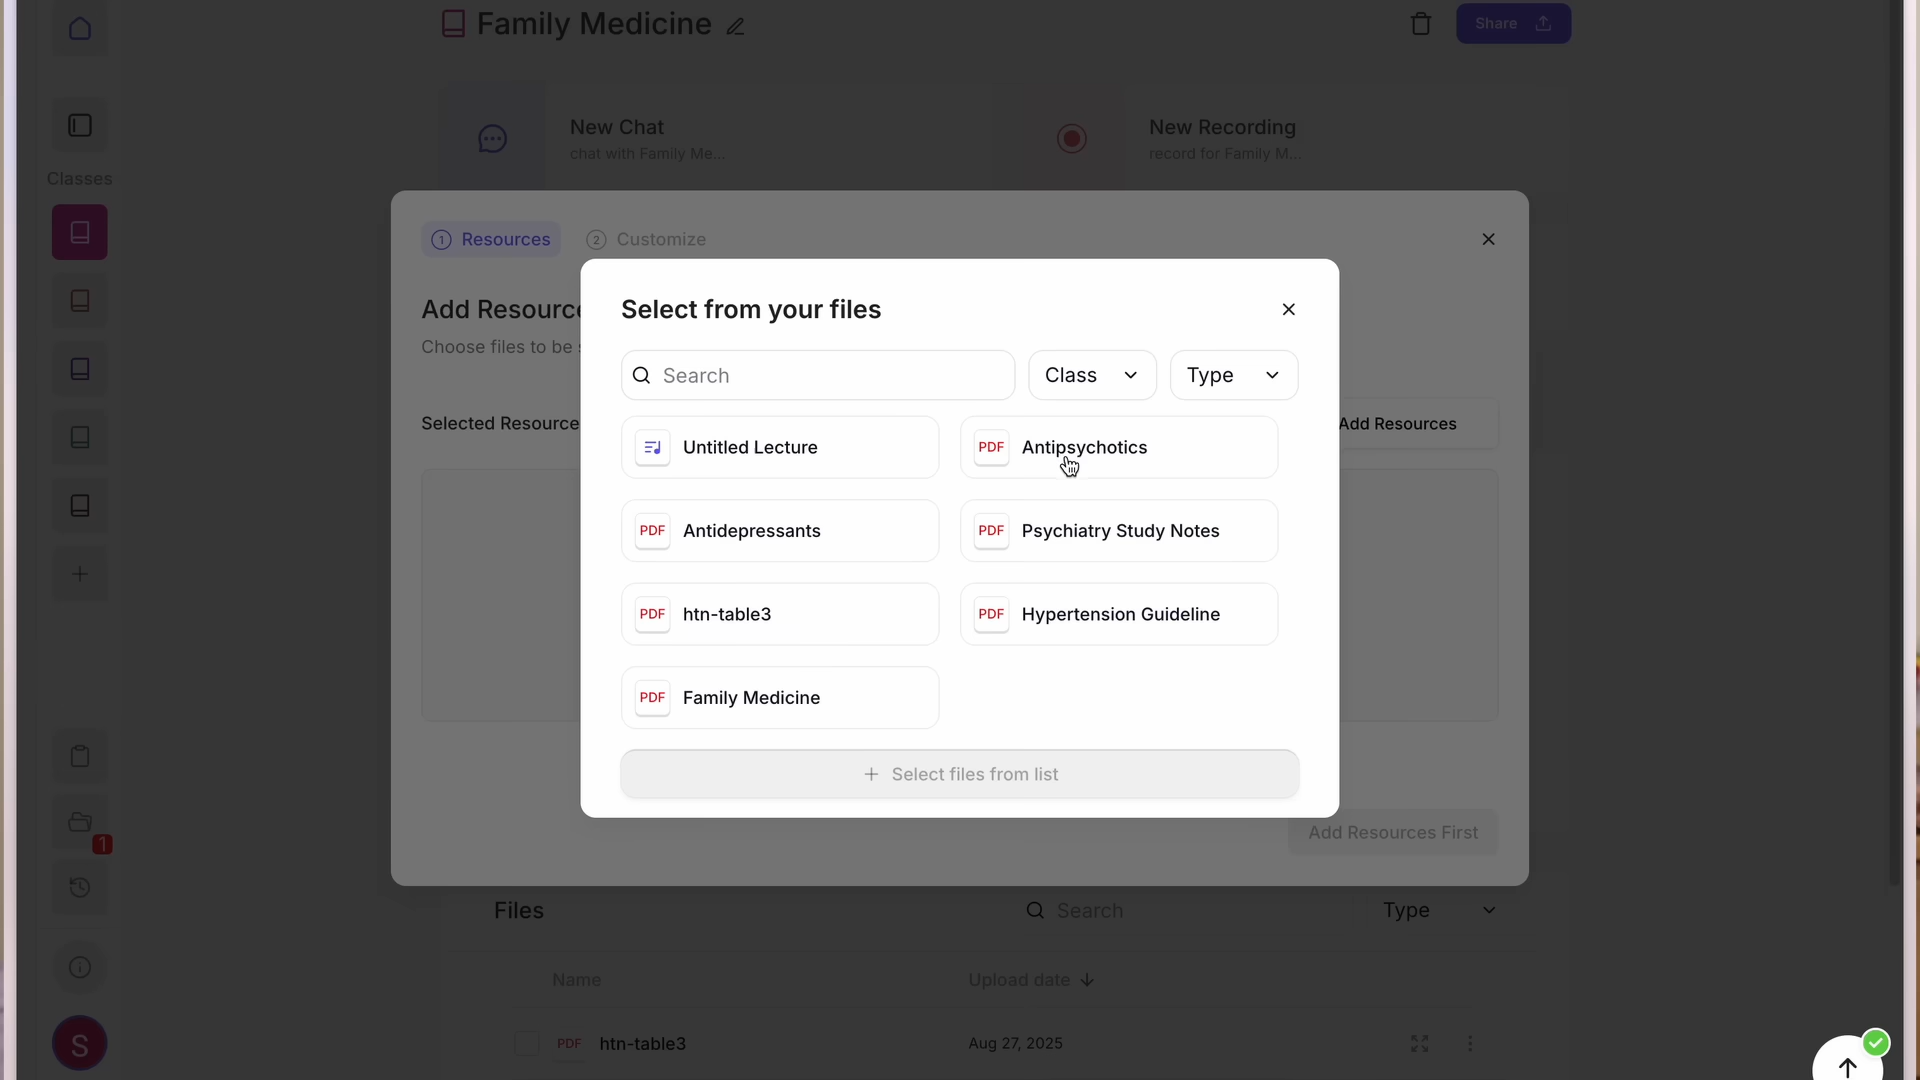 Family Medicine
Share
New Chat
chat with Family Me...
New Recording
record for Family M...
Classes
1 Resources
2 Customize
Add Resource
Choose files to be
Selected Resource
Add Resources
Select from your files
Search
Class
Type
Untitled Lecture
PDF Antipsychotics
PDF Antidepressants
PDF Psychiatry Study Notes
PDF htn-table3
PDF Hypertension Guideline
PDF Family Medicine
+ Select files from list
Add Resources First
1
Files
Search
Type
Name
Upload date
PDF htn-table3
Aug 27, 2025
S